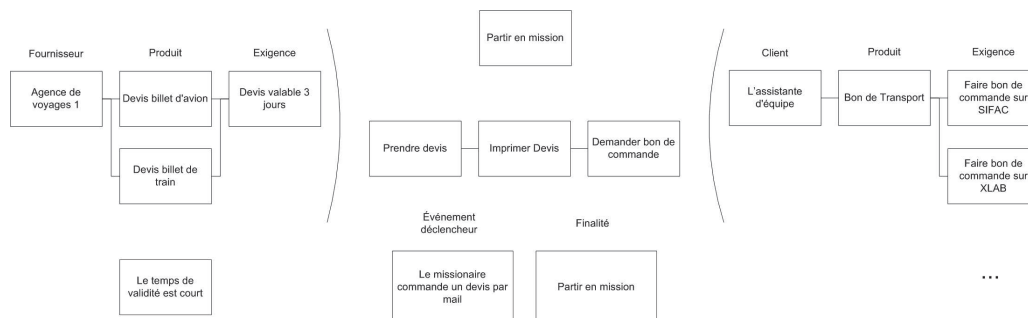 Fournisseur
Produit
Exigence
Agence de
voyages 1
Devis billet d'avion
Devis valable 3
jours
Devis billet de
train
Le temps de
validité est court
Partir en mission
Prendre devis
Imprimer Devis
Demander bon de
commande
Événement
déclencheur
Finalité
Le missionaire
commande un devis par
mail
Partir en mission
Client
Produit
Exigence
L'assistante
d'équipe
Bon de Transport
Faire bon de
commande sur
SIFAC
Faire bon de
commande sur
XLAB
...